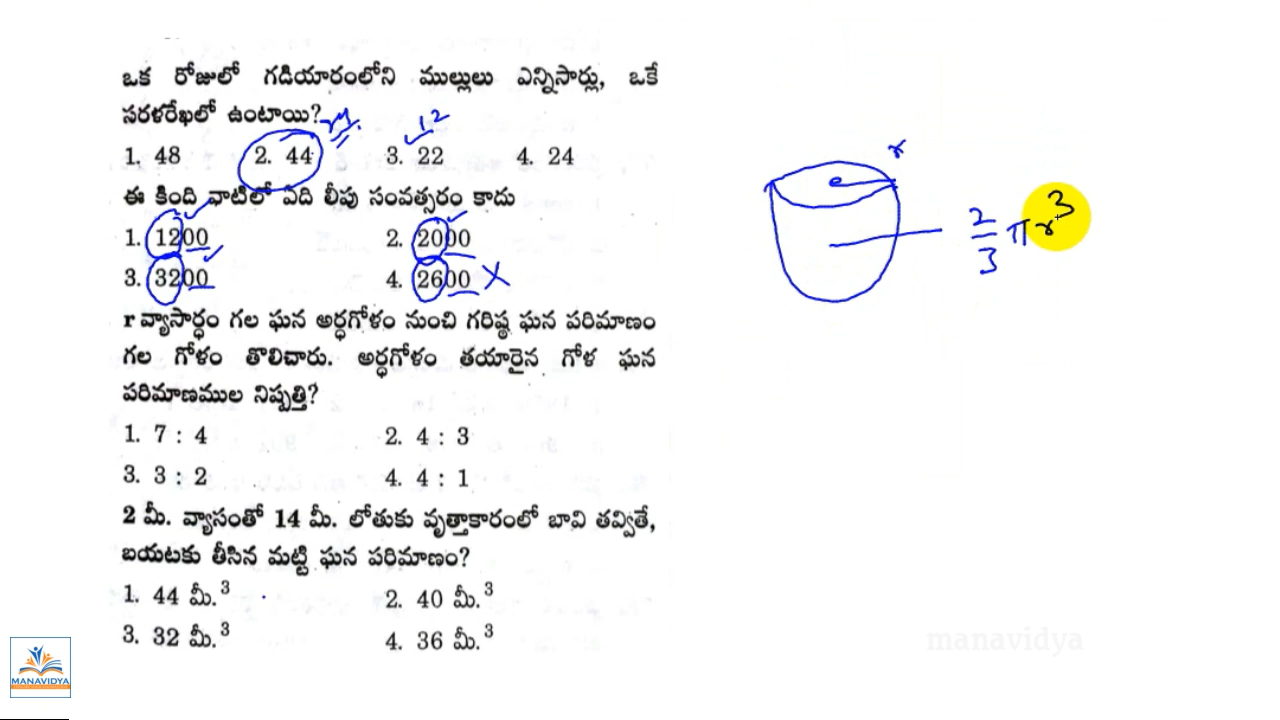 ఒక రోజులో గడియారంలోని ముల్లులు ఎన్నిసార్లు, ఒకే
సరళరేఖలో ఉంటాయి?
12
1. 48 2. 44 3. 22 4. 24
ఈ కింది వాటిలో ఏది లీపు సంవత్సరం కాదు
1. 1200 2. 2000
3. 3200 4. 2600
r వ్యాసార్ధం గల ఘన అర్ధగోళం నుంచి గరిష్ఠ ఘన పరిమాణం
గల గోళం తొలిచారు. అర్ధగోళం తయారైన గోళ ఘన
పరిమాణముల నిష్పత్తి?
1. 7 : 4 2. 4 : 3
3. 3 : 2 4. 4 : 1
2 మీ. వ్యాసంతో 14 మీ. లోతుకు వృత్తాకారంలో బావి తవ్వితే,
బయటకు తీసిన మట్టి ఘన పరిమాణం?
1. 44 మీ.³ 2. 40 మీ.³
3. 32 మీ.³ 4. 36 మీ.³
r
2/3 πr³
MANAVIDYA
manavidya